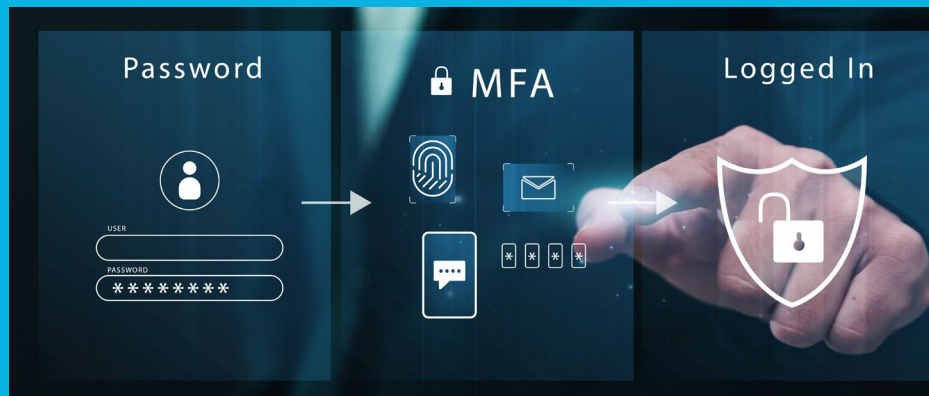 Password
USER
PASSWORD
********
MFA
* * * *
Logged In